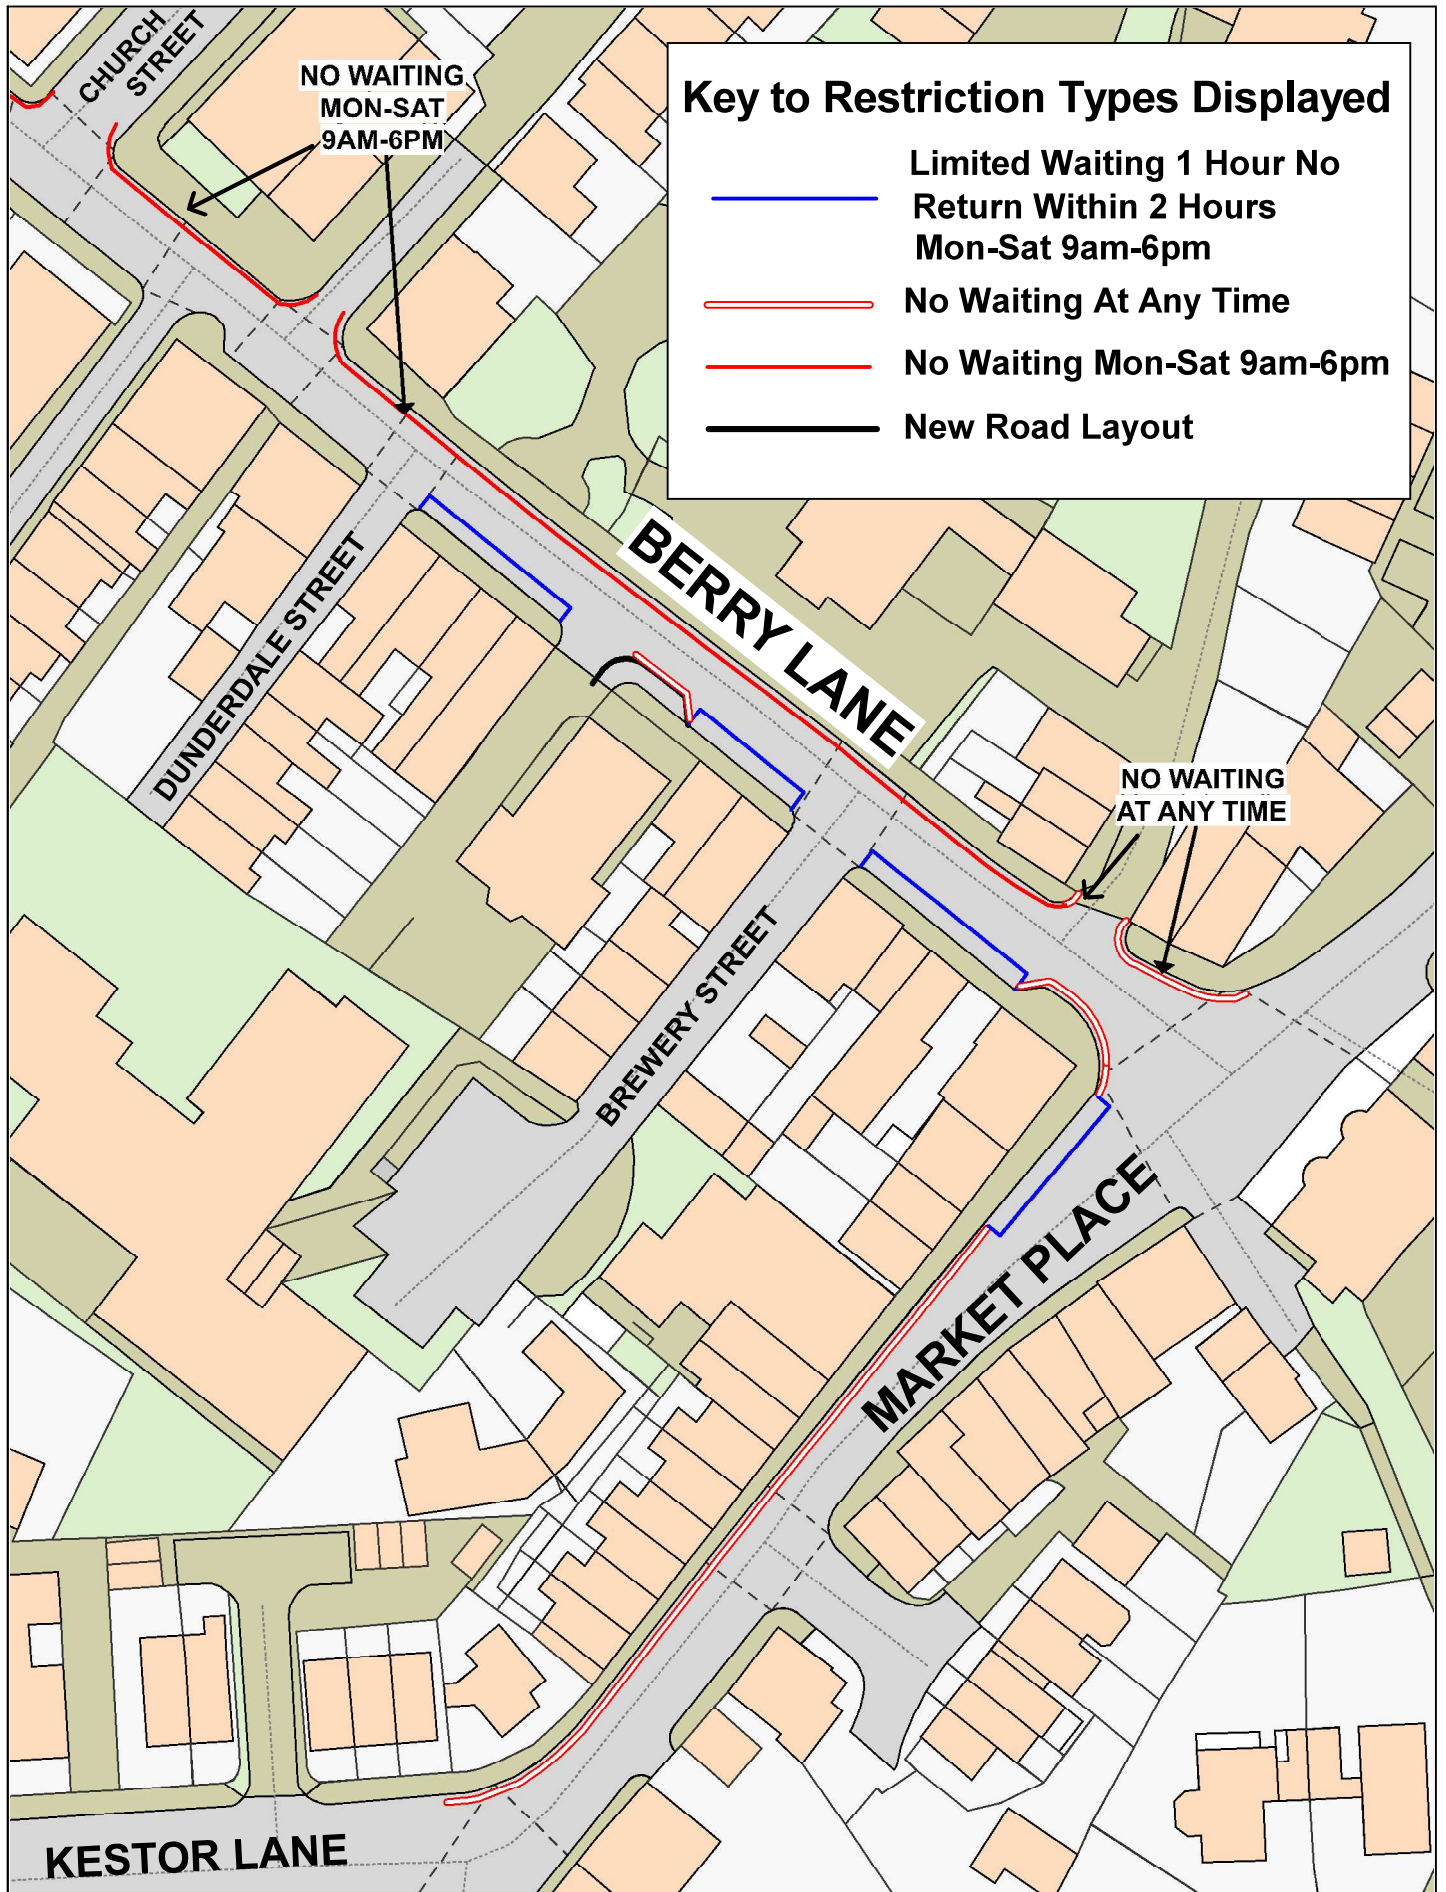 CHURCH
STREET
NO WAITING
MON-SAT
9AM-6PM
Key to Restriction Types Displayed
Limited Waiting 1 Hour No
Return Within 2 Hours
Mon-Sat 9am-6pm
No Waiting At Any Time
No Waiting Mon-Sat 9am-6pm
New Road Layout
BERRY LANE
DUNDERDALE STREET
NO WAITING
AT ANY TIME
BREWERY STREET
MARKET PLACE
KESTOR LANE